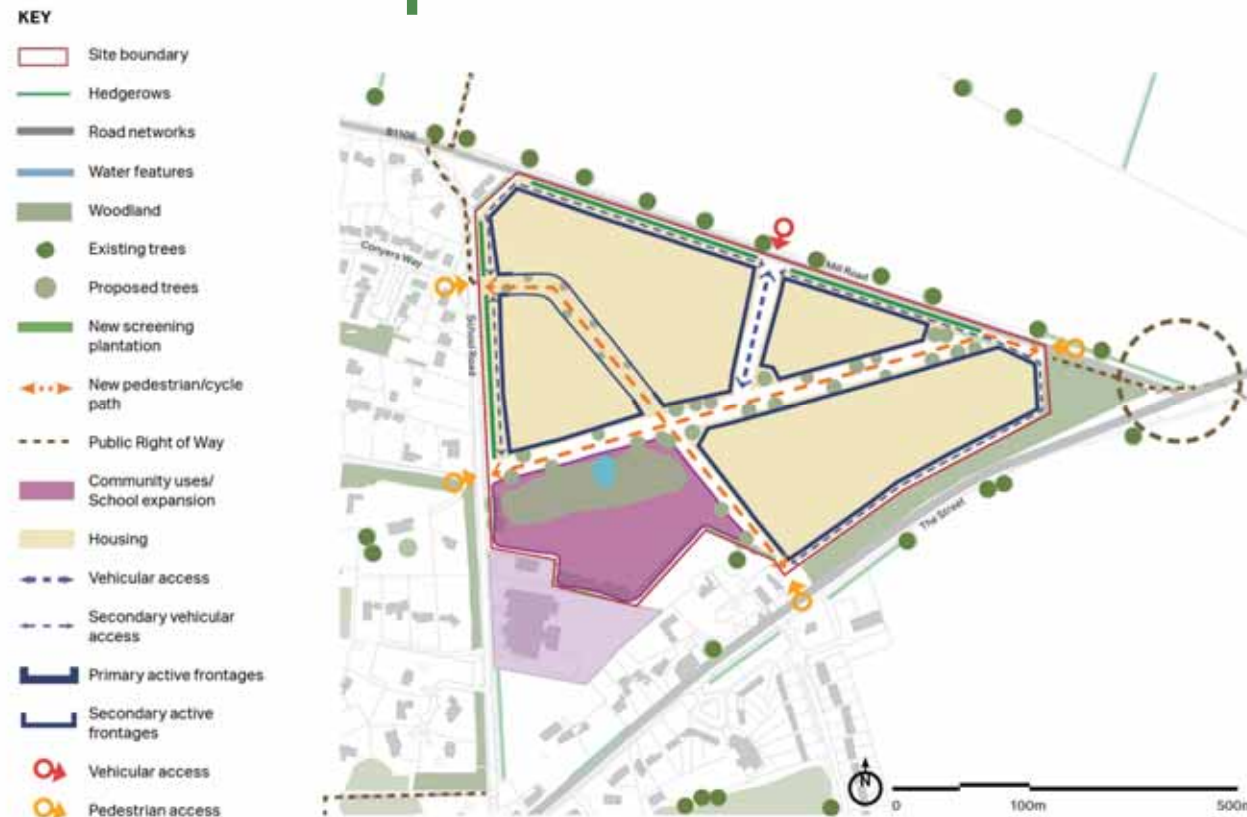 KEY
Site boundary
Hedgerows
Road networks
Water features
Woodland
Existing trees
Proposed trees
New screening
plantation
New pedestrian/cycle
path
Public Right of Way
Community uses/
School expansion
Housing
Vehicular access
Secondary vehicular
access
Primary active frontages
Secondary active
frontages
Vehicular access
Pedestrian access
B1106
Conyers Way
School Road
Mill Road
The Street
N
0
100m
500m